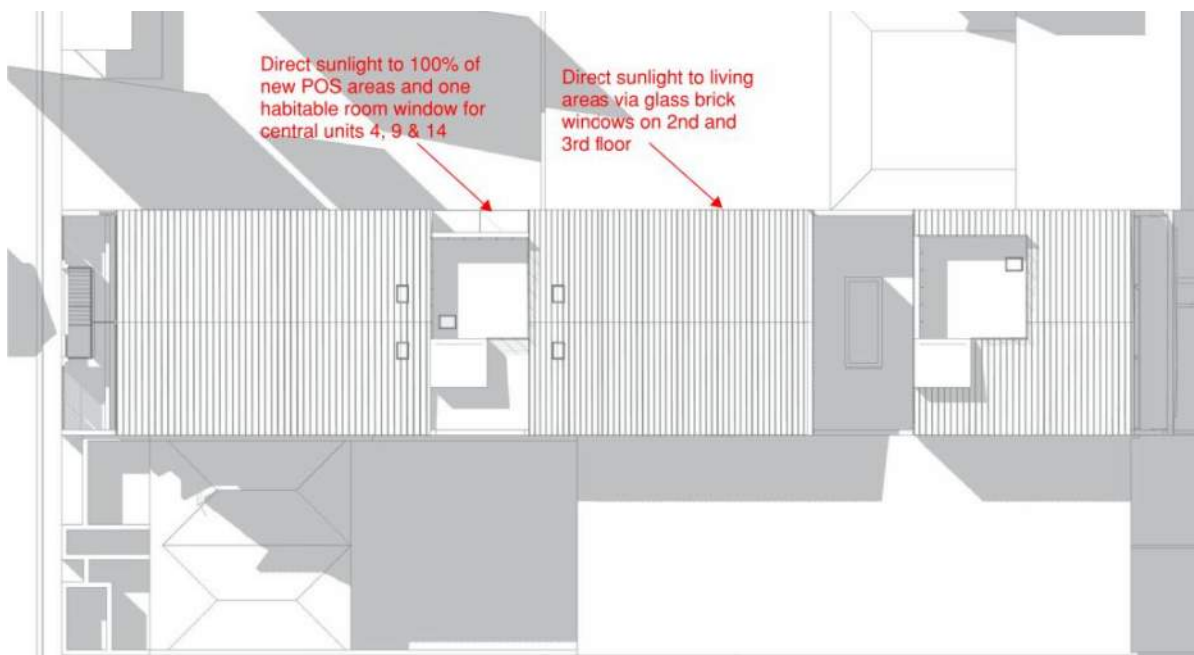 Direct sunlight to 100% of
new POS areas and one
habitable room window for
central units 4, 9 & 14
Direct sunlight to living
areas via glass brick
wincows on 2nd and
3rd floor